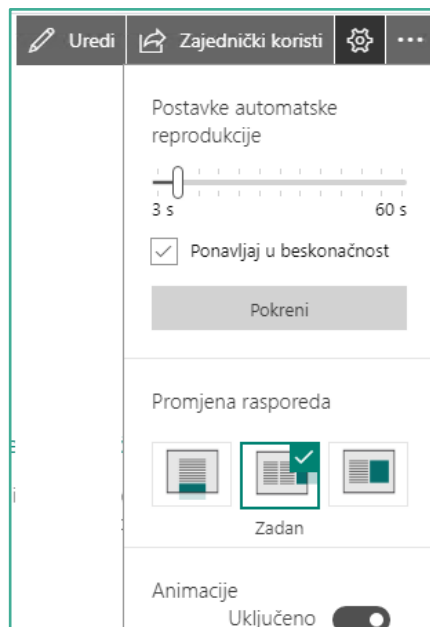 Uredi Zajednički koristi
Postavke automatske
reprodukcije
3 s 60 s
Ponavljaj u beskonačnost
Pokreni
Promjena rasporeda
Zadan
Animacije
Uključeno